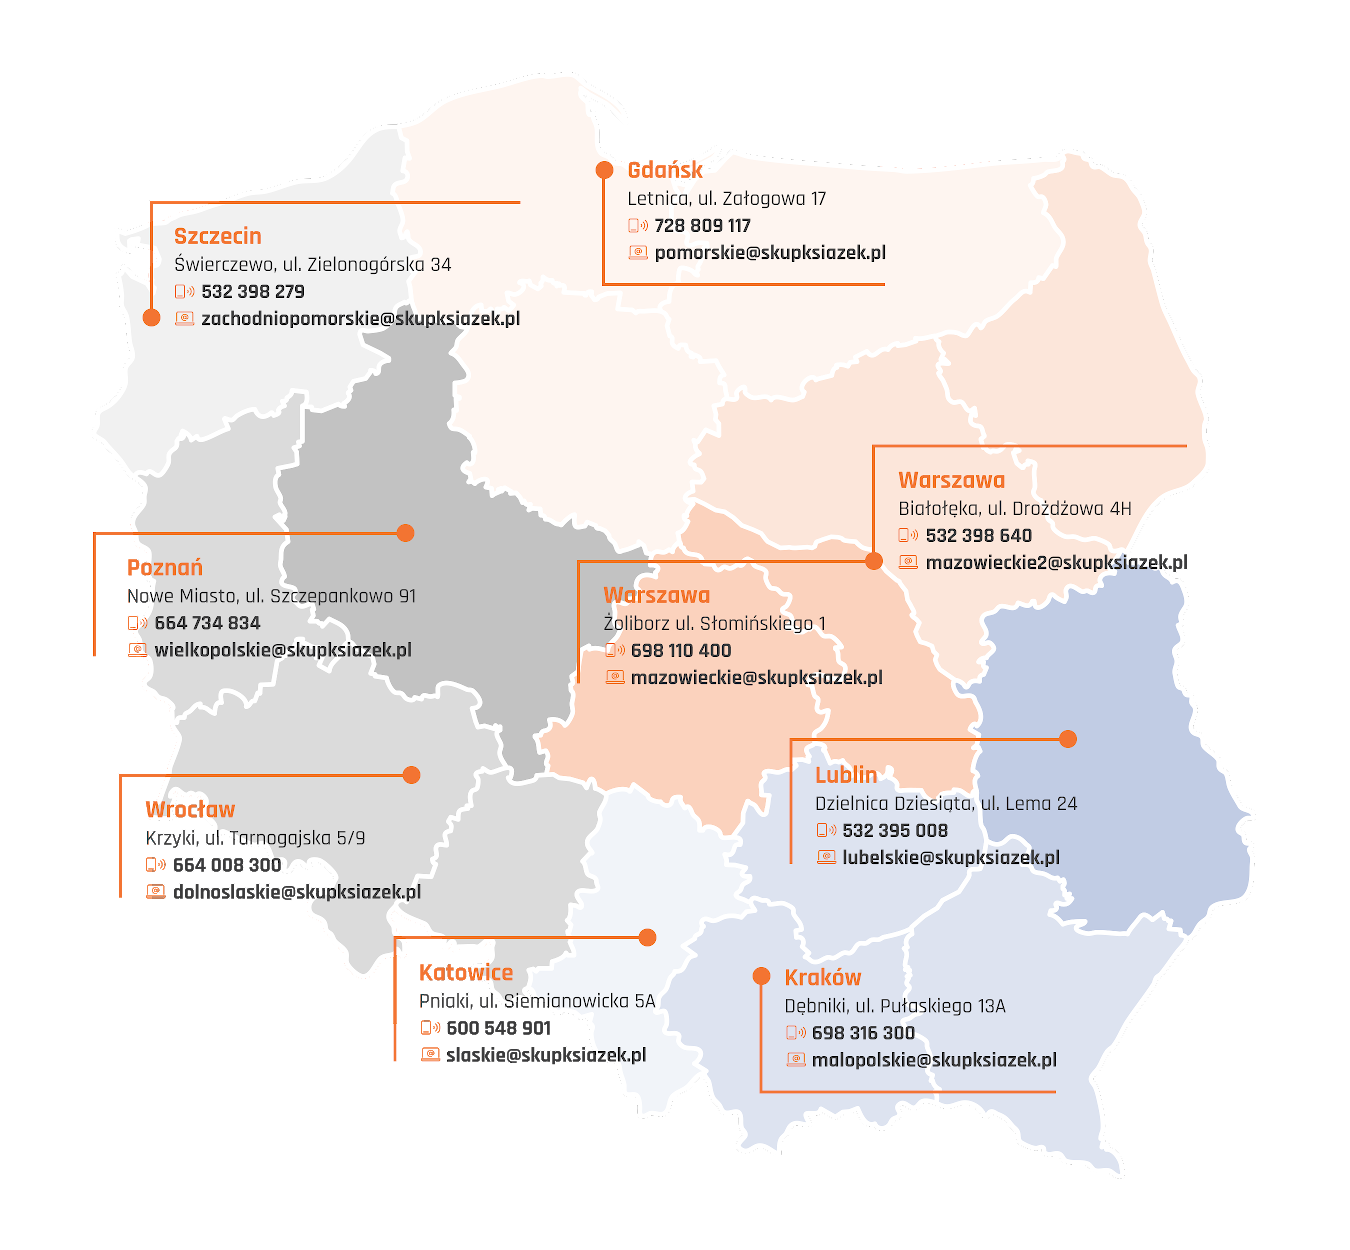 Gdańsk
Letnica, ul. Załogowa 17
728 809 117
pomorskie@skupksiazek.pl
Szczecin
Świerczewo, ul. Zielonogórska 34
532 398 279
zachodniopomorskie@skupksiazek.pl
Warszawa
Białołęka, ul. Drożdżowa 4H
532 398 640
mazowieckie2@skupksiazek.pl
Poznań
Nowe Miasto, ul. Szczepankowo 91
664 734 834
wielkopolskie@skupksiazek.pl
Warszawa
Żoliborz ul. Słomińskiego 1
698 110 400
mazowieckie@skupksiazek.pl
Lublin
Dzielnica Dziesiąta, ul. Lema 24
532 395 008
lubelskie@skupksiazek.pl
Wrocław
Krzyki, ul. Tarnogajska 5/9
664 008 300
dolnoslaskie@skupksiazek.pl
Katowice
Pniaki, ul. Siemianowicka 5A
600 548 901
slaskie@skupksiazek.pl
Kraków
Dębniki, ul. Pułaskiego 13A
698 316 300
malopolskie@skupksiazek.pl